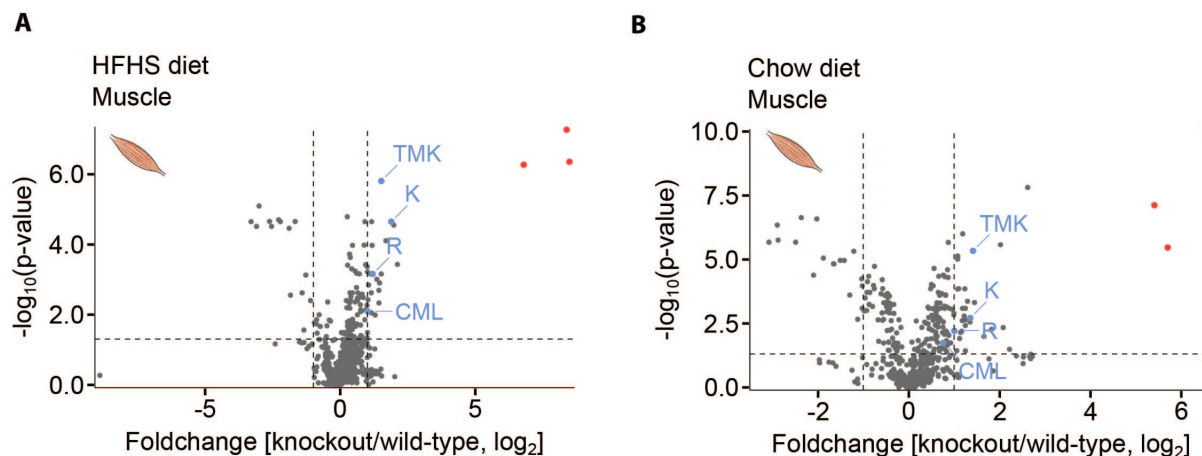 A
HFHS diet
Muscle
-log10(p-value)
6.0
4.0
2.0
0.0
TMK
K
R
CML
-5
0
5
Foldchange [knockout/wild-type, log2]
B
Chow diet
Muscle
-log10(p-value)
10.0
7.5
5.0
2.5
0.0
TMK
K
R
CML
-2
0
2
4
6
Foldchange [knockout/wild-type, log2]